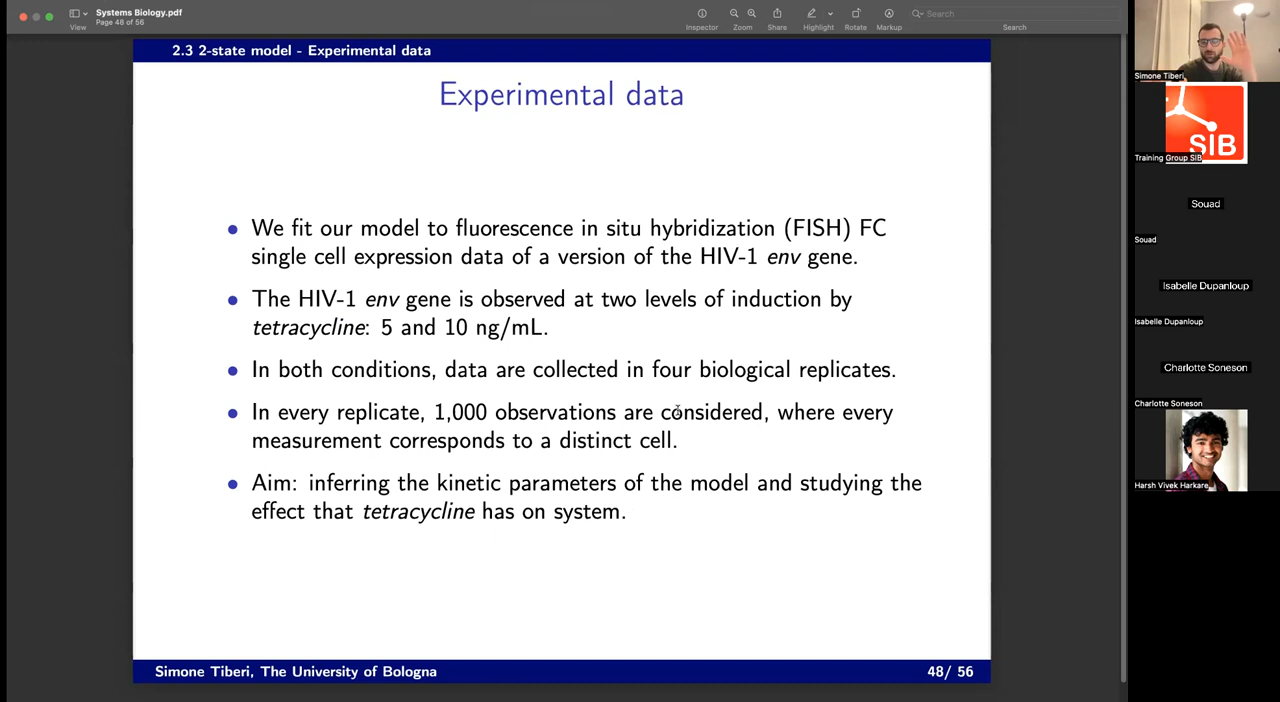 Systems Biology.pdf
Page 48 of 56
View
Inspector
Zoom
Share
Highlight
Rotate
Markup
Search
Search
2.3 2-state model - Experimental data
Experimental data
• We fit our model to fluorescence in situ hybridization (FISH) FC
single cell expression data of a version of the HIV-1 env gene.
• The HIV-1 env gene is observed at two levels of induction by
tetracycline: 5 and 10 ng/mL.
• In both conditions, data are collected in four biological replicates.
• In every replicate, 1,000 observations are considered, where every
measurement corresponds to a distinct cell.
• Aim: inferring the kinetic parameters of the model and studying the
effect that tetracycline has on system.
Simone Tiberi, The University of Bologna
48/ 56
Simone Tiberi
SIB
Training Group SIB
Souad
Souad
Isabelle Dupanloup
Isabelle Dupanloup
Charlotte Soneson
Charlotte Soneson
Harsh Vivek Harkare